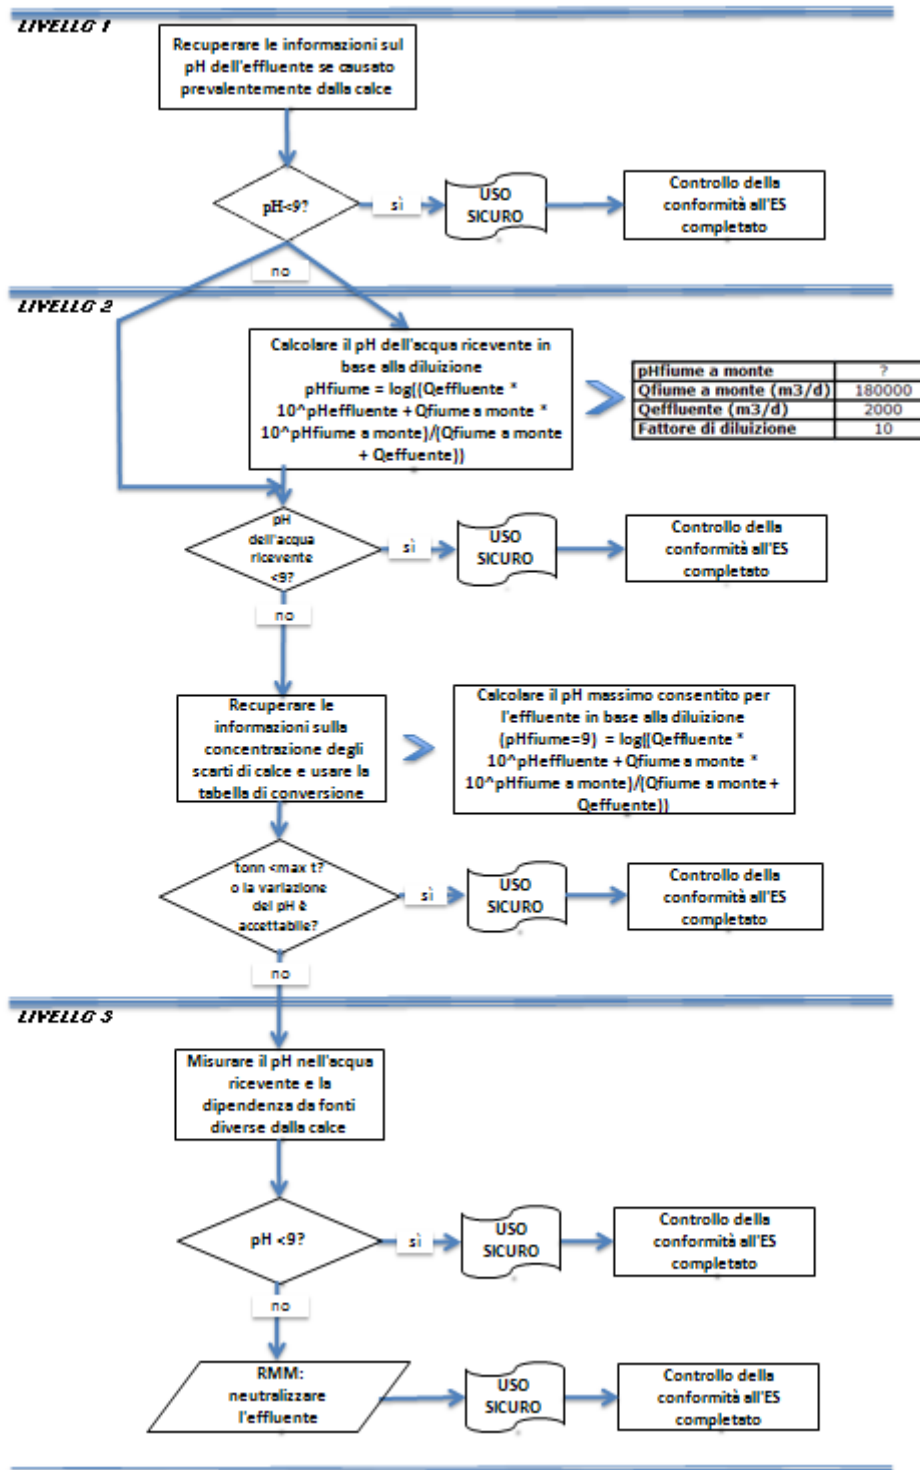 LIVELLO 1
Recuperare le informazioni sul
pH dell'effluente se causato
prevalentemente dalla calce
pH<9?
sì
USO
SICURO
Controllo della
conformità all'ES
completato
no
LIVELLO 2
Calcolare il pH dell'acqua ricevente in
base alla diluizione
pHfiume = log((Qeffluente *
10^pHeffluente + Qfiume a monte *
10^pHfiume a monte)/(Qfiume a monte
+ Qeffuente))
pHfiume a monte ?
Qfiume a monte (m3/d) 180000
Qeffluente (m3/d) 2000
Fattore di diluizione 10
pH
dell'acqua
ricevente
<9?
sì
USO
SICURO
Controllo della
conformità all'ES
completato
no
Recuperare le
informazioni sulla
concentrazione degli
scarti di calce e usare la
tabella di conversione
Calcolare il pH massimo consentito per
l'effluente in base alla diluizione
(pHfiume=9) = log((Qeffluente *
10^pHeffluente + Qfiume a monte *
10^pHfiume a monte)/(Qfiume a monte +
Qeffuente))
tonn <max t?
o la variazione
del pH è
accettabile?
sì
USO
SICURO
Controllo della
conformità all'ES
completato
no
LIVELLO 3
Misurare il pH nell'acqua
ricevente e la
dipendenza da fonti
diverse dalla calce
pH <9?
sì
USO
SICURO
Controllo della
conformità all'ES
completato
no
RMM:
neutralizzare
l'effluente
USO
SICURO
Controllo della
conformità all'ES
completato